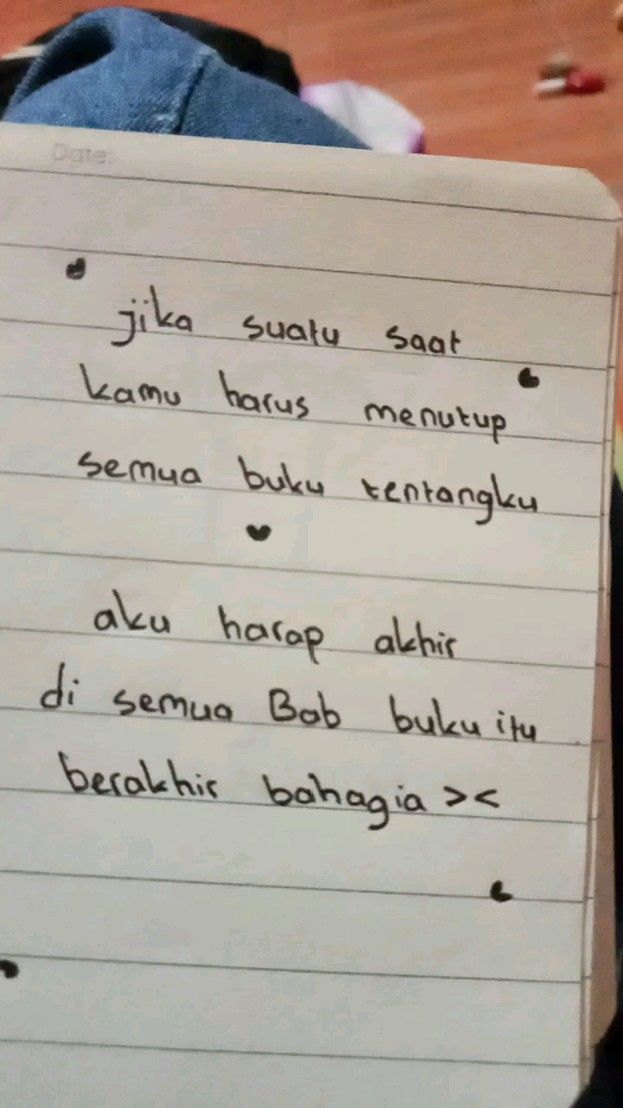 Date:
jika suatu saat
kamu harus menutup
semua buku tentangku
♥
aku harap akhir
di semua Bab buku itu
berakhir bahagia ><